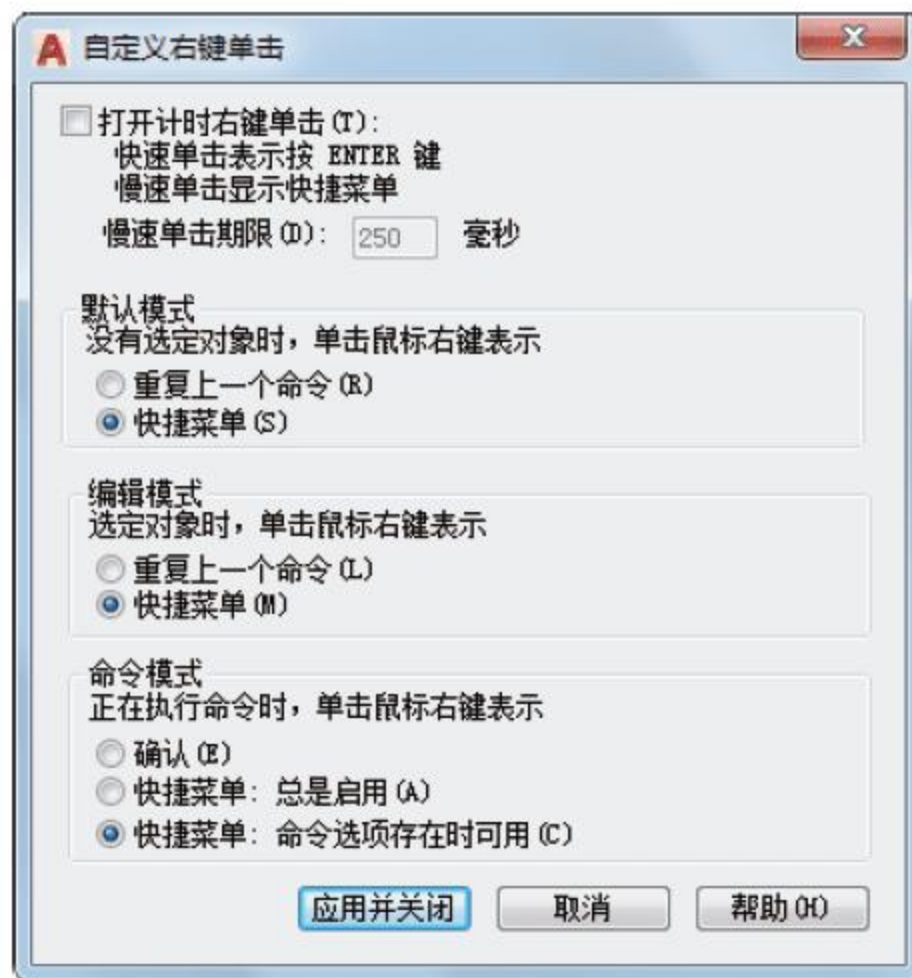 自定义右键单击
打开计时右键单击(T):
快速单击表示按 ENTER 键
慢速单击显示快捷菜单
慢速单击期限(D): 250 毫秒
默认模式
没有选定对象时，单击鼠标右键表示
重复上一个命令(R)
快捷菜单(S)
编辑模式
选定对象时，单击鼠标右键表示
重复上一个命令(L)
快捷菜单(M)
命令模式
正在执行命令时，单击鼠标右键表示
确认(E)
快捷菜单: 总是启用(A)
快捷菜单: 命令选项存在时可用(C)
应用并关闭 取消 帮助(H)